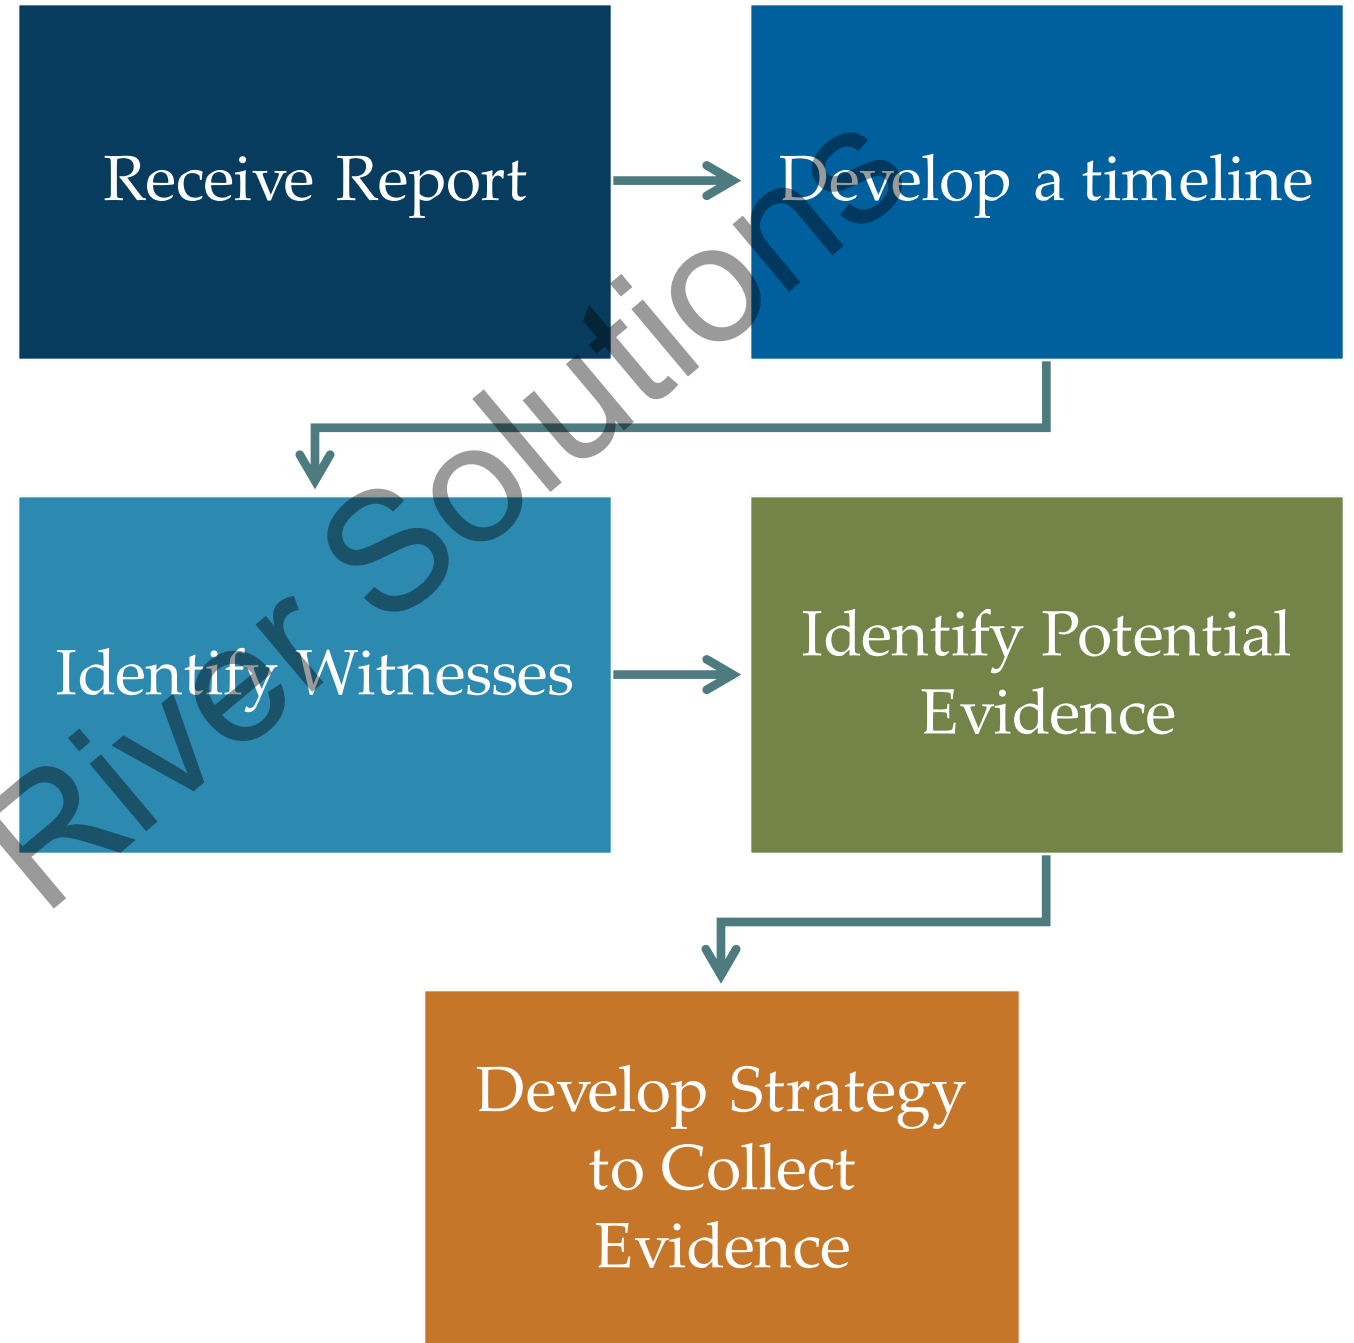 Receive Report
Develop a timeline
Identify Witnesses
Identify Potential
Evidence
Develop Strategy
to Collect
Evidence
River Solutions